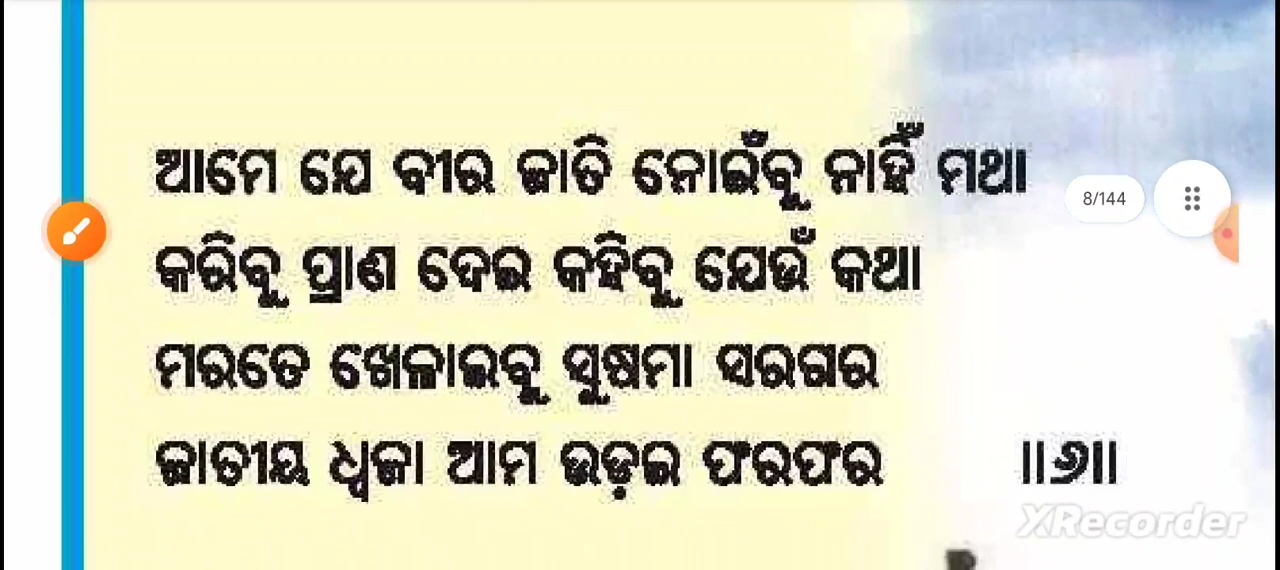 ଆମେ ଯେ ବୀର ଜାତି ନୋଇଁବୁ ନାହିଁ ମଥା
8/144
କରିବୁ ପ୍ରାଣ ଦେଇ କହିବୁ ଯେଉଁ କଥା
ମରତେ ଖେଳାଇବୁ ସୁଷମା ସରଗର
ଜାତୀୟ ଧ୍ୱଜା ଆମ ଉଡ଼ଇ ଫରଫର ॥୬॥
XRecorder